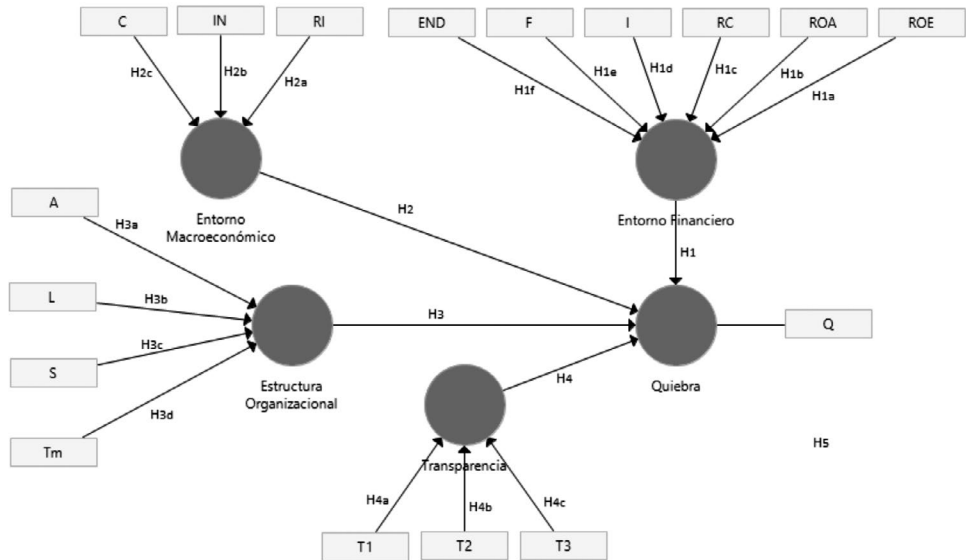 C
IN
RI
END
F
I
RC
ROA
ROE
H2c
H2b
H2a
H1f
H1e
H1d
H1c
H1b
H1a
A
H3a
Entorno
Macroeconómico
H2
Entorno Financiero
H1
L
H3b
S
H3c
H3
Q
Estructura
Organizacional
H4
Quiebra
Tm
H3d
Transparencia
H5
H4a
H4b
H4c
T1
T2
T3